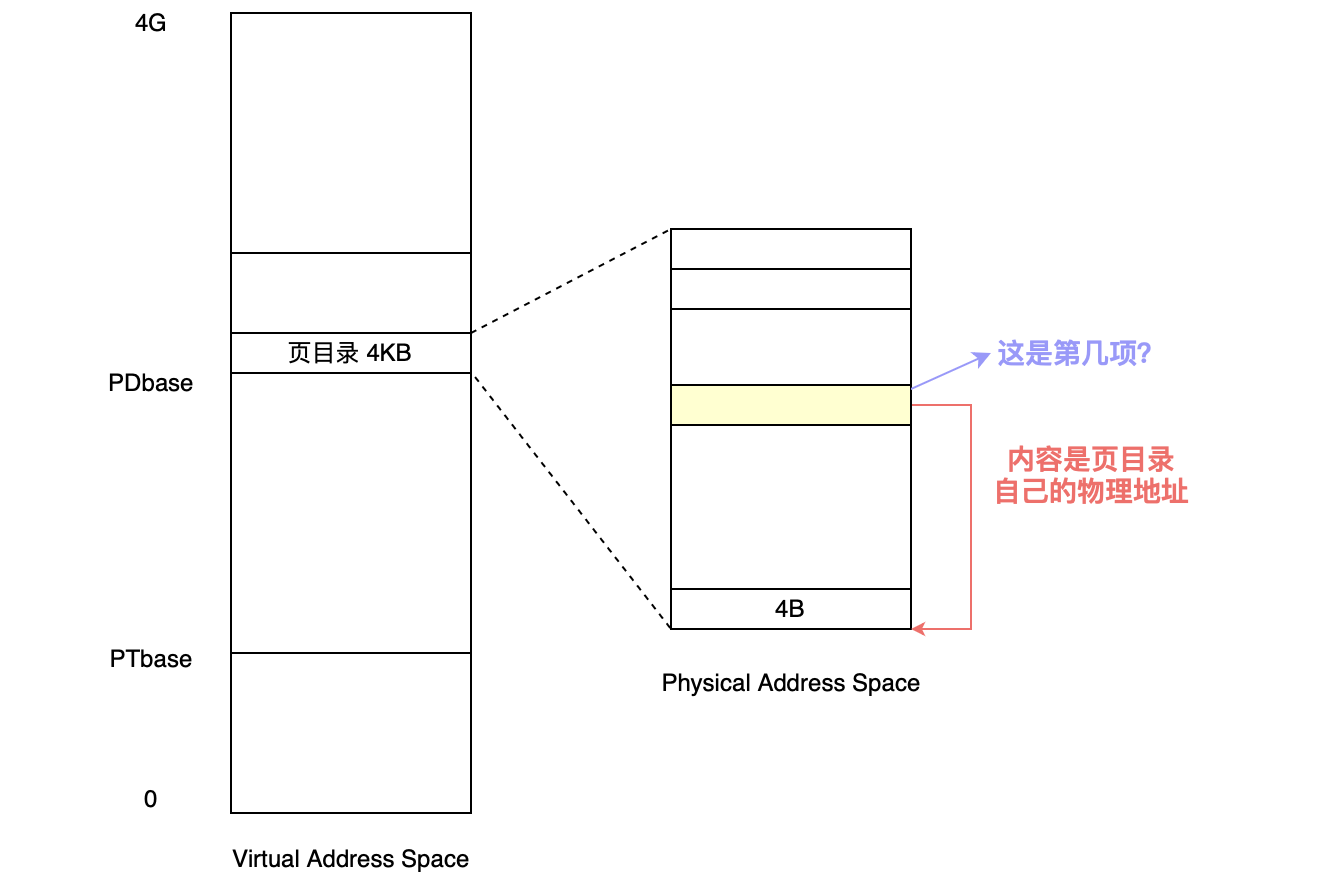 4G
页目录 4KB
PDbase
PTbase
0
Virtual Address Space
这是第几项?
内容是页目录
自己的物理地址
4B
Physical Address Space